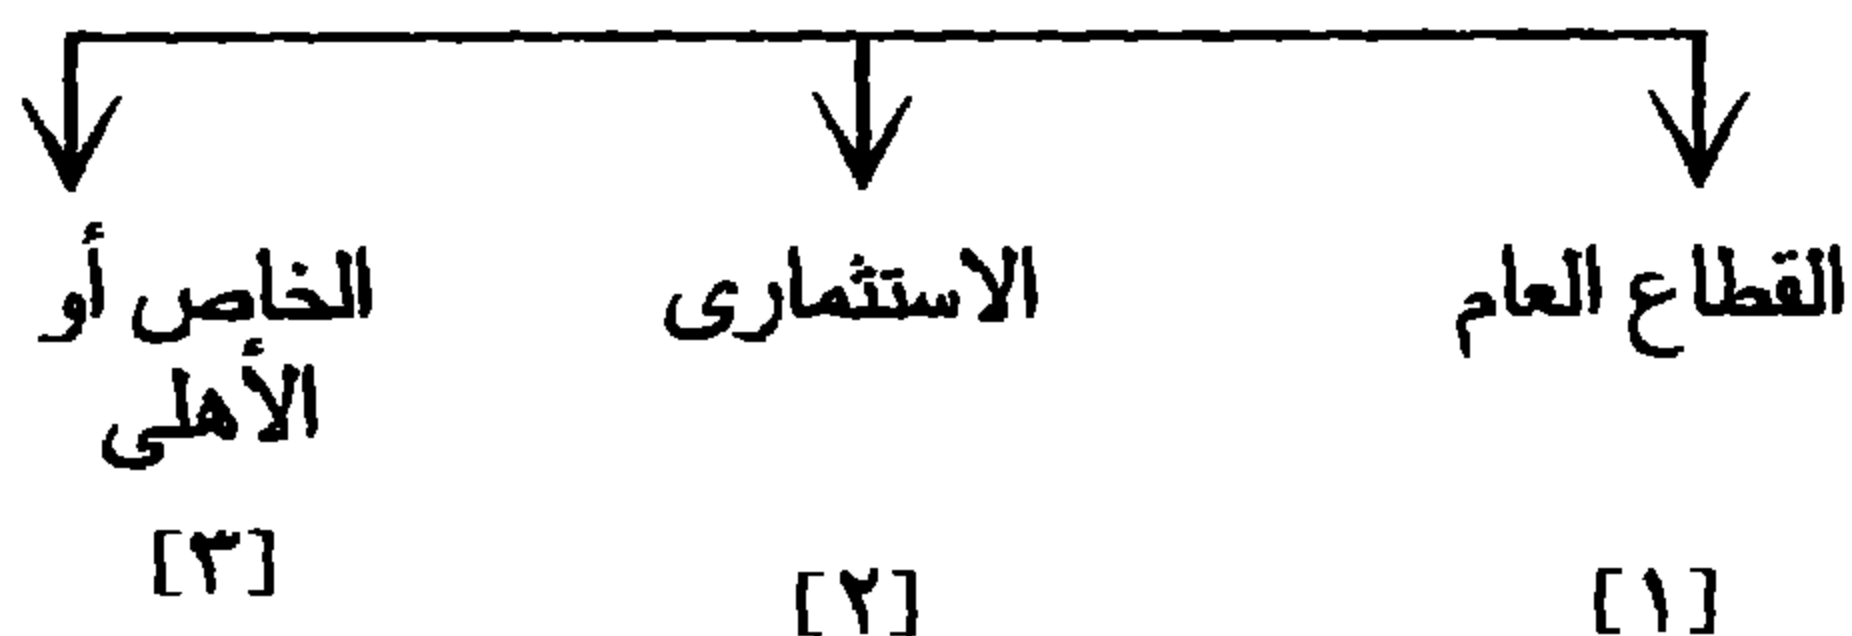 القطاع العام
الاستثمارى
الخاص أو
الأهلى
[١]
[٢]
[٣]